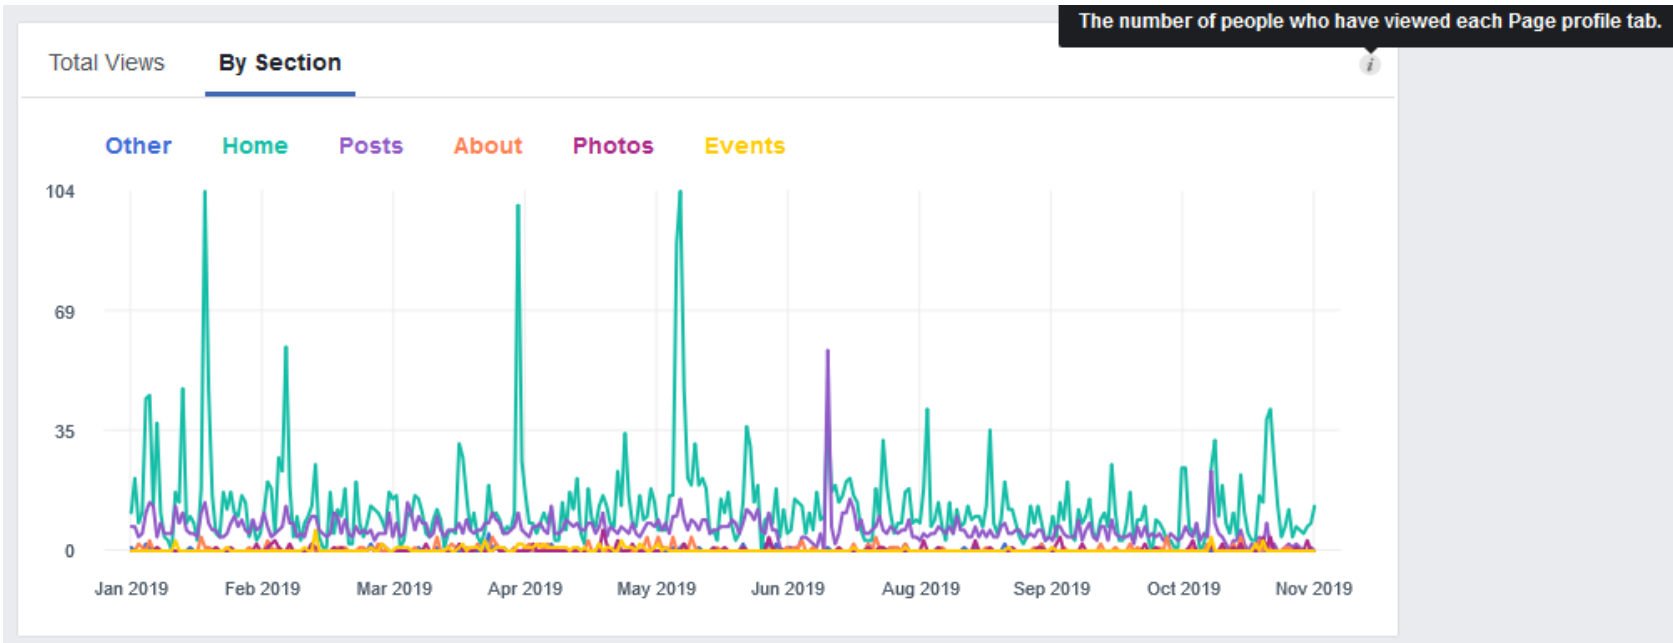 The number of people who have viewed each Page profile tab.
Total Views By Section i
Other Home Posts About Photos Events
104
69
35
0
Jan 2019 Feb 2019 Mar 2019 Apr 2019 May 2019 Jun 2019 Aug 2019 Sep 2019 Oct 2019 Nov 2019